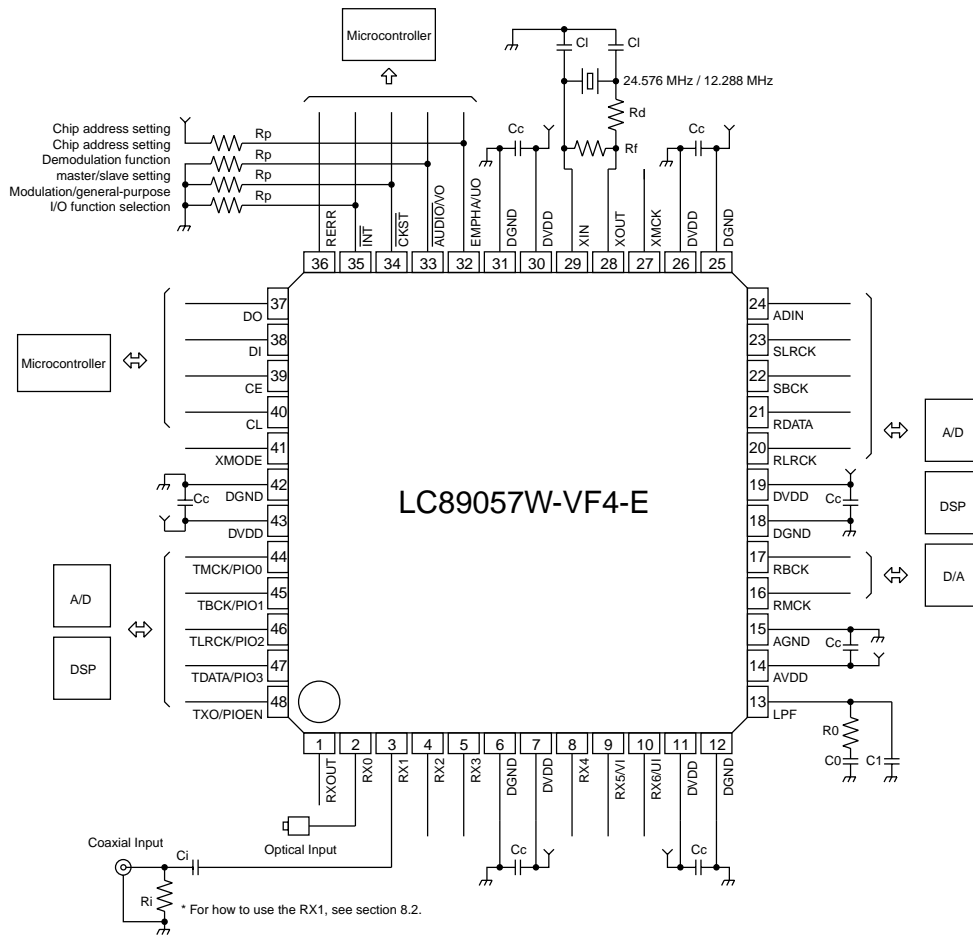 Microcontroller
Cl
Cl
24.576 MHz / 12.288 MHz
Rd
Rf
Cc
Cc
Chip address setting
Chip address setting
Demodulation function
master/slave setting
Modulation/general-purpose
I/O function selection
Rp
Rp
Rp
Rp
RERR
INT
CKST
AUDIO/VO
EMPHA/UO
DGND
DVDD
XIN
XOUT
XMCK
DVDD
DGND
36
35
34
33
32
31
30
29
28
27
26
25
Microcontroller
37
DO
38
DI
39
CE
40
CL
41
XMODE
42
DGND
Cc
43
DVDD
44
TMCK/PIO0
45
TBCK/PIO1
46
TLRCK/PIO2
47
TDATA/PIO3
48
TXO/PIOEN
A/D
DSP
LC89057W-VF4-E
24
ADIN
23
SLRCK
22
SBCK
21
RDATA
20
RLRCK
19
DVDD
Cc
18
DGND
17
RBCK
16
RMCK
15
AGND
Cc
14
AVDD
13
LPF
A/D
DSP
D/A
R0
C0
C1
1
2
3
4
5
6
7
8
9
10
11
12
RXOUT
RX0
RX1
RX2
RX3
DGND
DVDD
RX4
RX5/VI
RX6/UI
DVDD
DGND
Optical Input
Cc
Cc
Coaxial Input
Ci
Ri
* For how to use the RX1, see section 8.2.